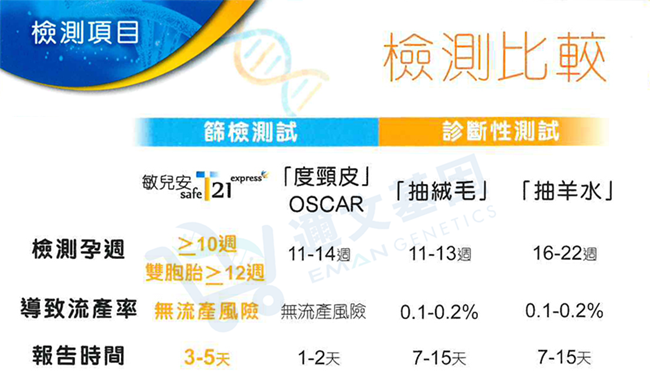 檢測項目
檢測比較
篩檢測試 診斷性測試
敏兒安 safe T21 express 「度頸皮」 OSCAR 「抽絨毛」 「抽羊水」
檢測孕週 ≥10週 11-14週 11-13週 16-22週
雙胞胎≥12週
導致流產率 無流產風險 無流產風險 0.1-0.2% 0.1-0.2%
報告時間 3-5天 1-2天 7-15天 7-15天
通文基因
EMAN GENETICS